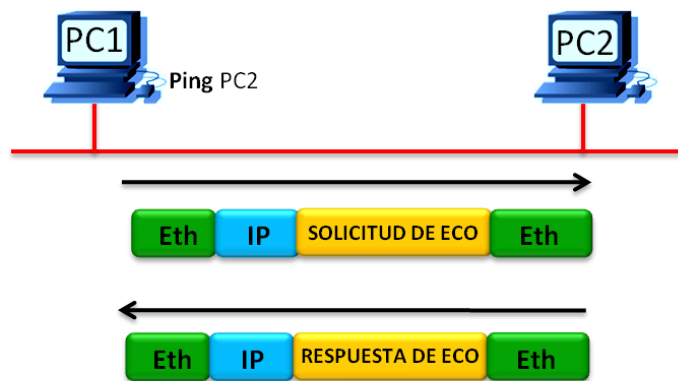 PC1
PC2
Ping PC2
Eth IP SOLICITUD DE ECO Eth
Eth IP RESPUESTA DE ECO Eth